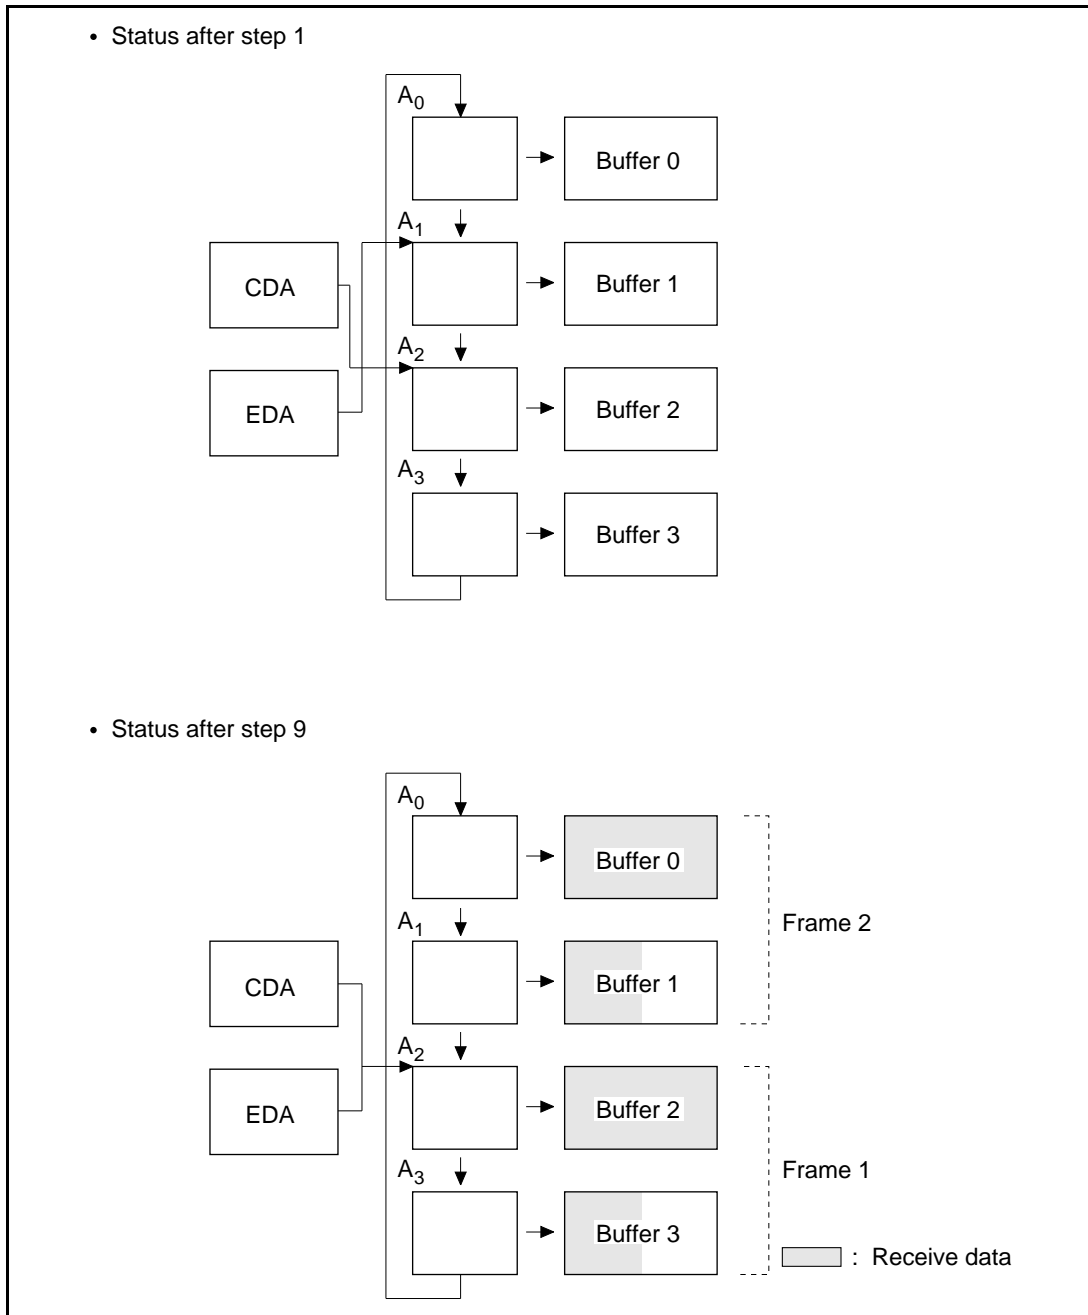 • Status after step 1
A0
Buffer 0
A1
CDA
Buffer 1
A2
EDA
Buffer 2
A3
Buffer 3
• Status after step 9
A0
Buffer 0
Frame 2
A1
CDA
Buffer 1
A2
EDA
Buffer 2
A3
Frame 1
Buffer 3
: Receive data